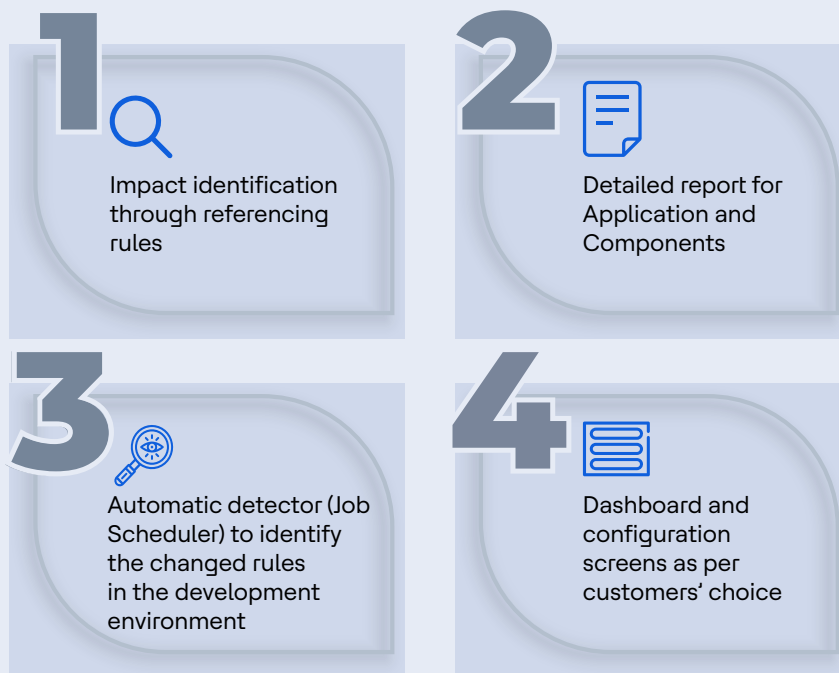 1
Impact identification
through referencing
rules
2
Detailed report for
Application and
Components
3
Automatic detector (Job
Scheduler) to identify
the changed rules
in the development
environment
4
Dashboard and
configuration
screens as per
customers’ choice